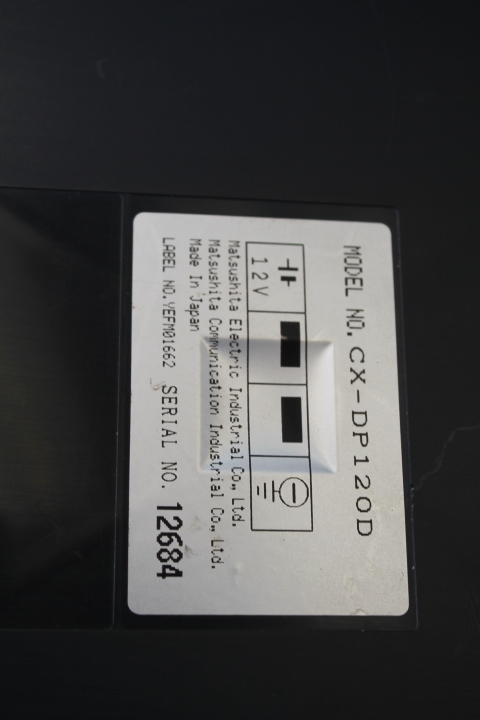 MODEL NO. CX-DP120D
12V
Matsushita Electric Industrial Co., Ltd.
Matsushita Communication Industrial Co., Ltd.
Made In Japan
LABEL NO. YEFM01662 SERIAL NO. 12684